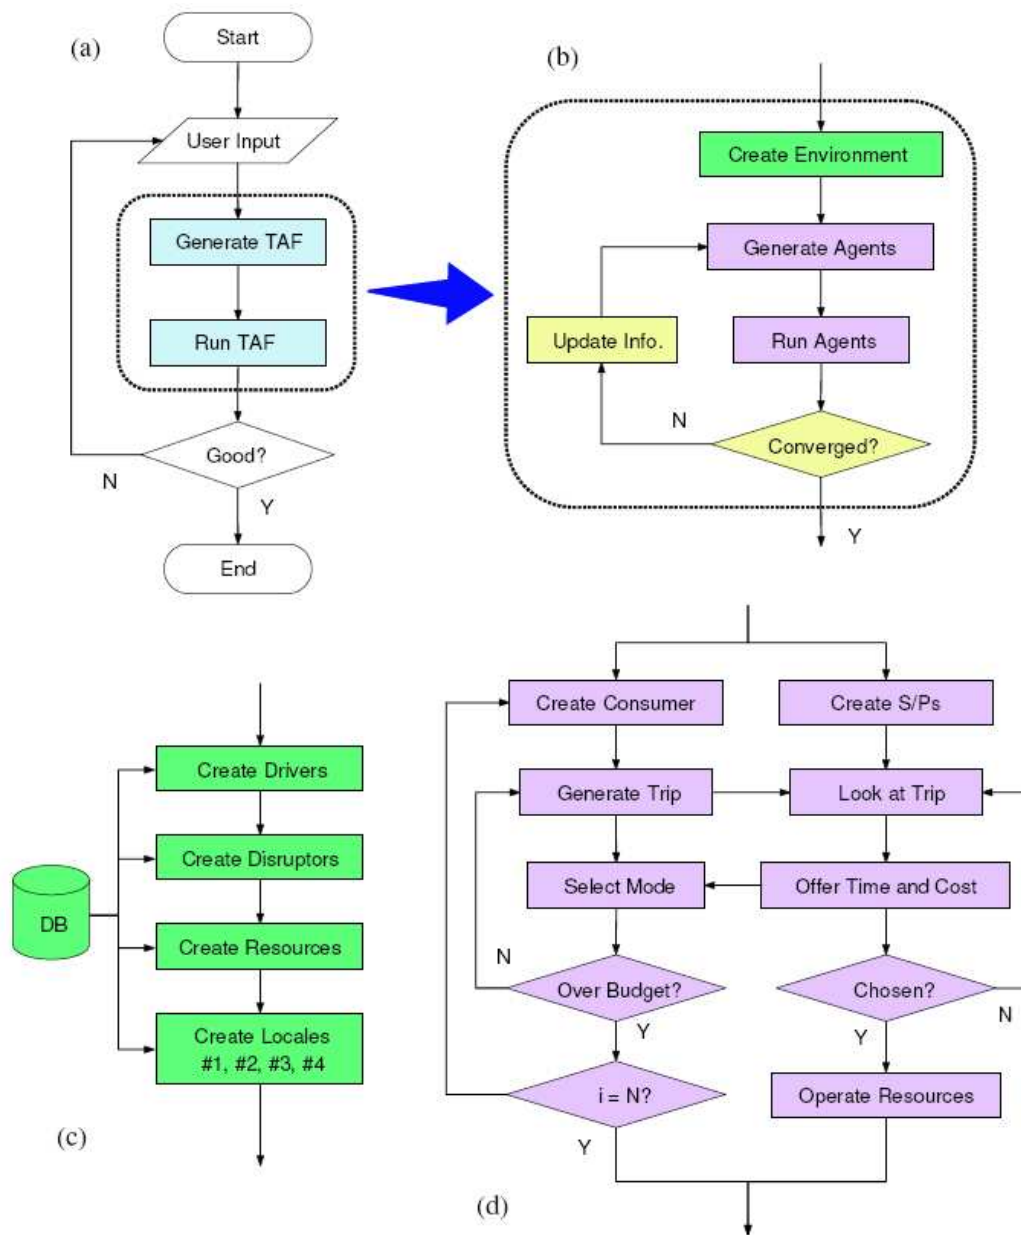 (a)
Start
User Input
Generate TAF
Run TAF
Good?
N
Y
End
(b)
Create Environment
Generate Agents
Update Info.
Run Agents
N
Converged?
Y
Create Drivers
Create Disruptors
DB
Create Resources
Create Locales
#1, #2, #3, #4
(c)
Create Consumer
Create S/Ps
Generate Trip
Look at Trip
Select Mode
Offer Time and Cost
N
Over Budget?
Chosen?
N
Y
Y
i = N?
Operate Resources
Y
(d)